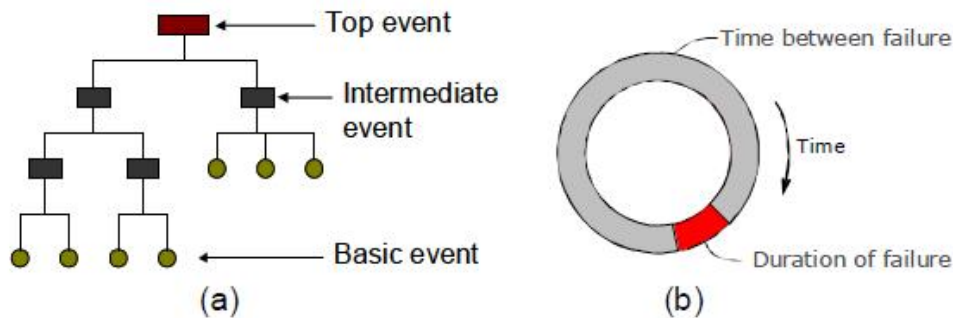 Top event
Intermediate
event
Basic event
(a)
Time between failure
Time
Duration of failure
(b)